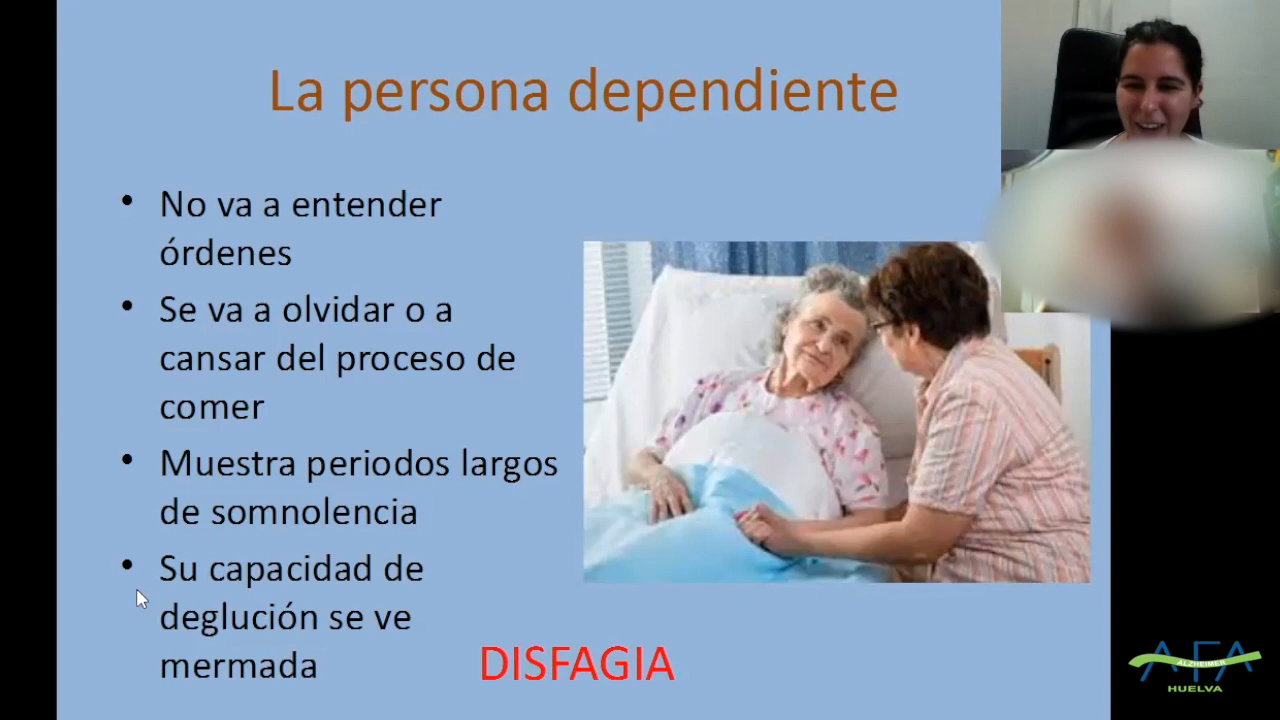 La persona dependiente
• No va a entender
órdenes
• Se va a olvidar o a
cansar del proceso de
comer
• Muestra periodos largos
de somnolencia
• Su capacidad de
deglución se ve
mermada
DISFAGIA
AFA
ALZHEIMER
HUELVA